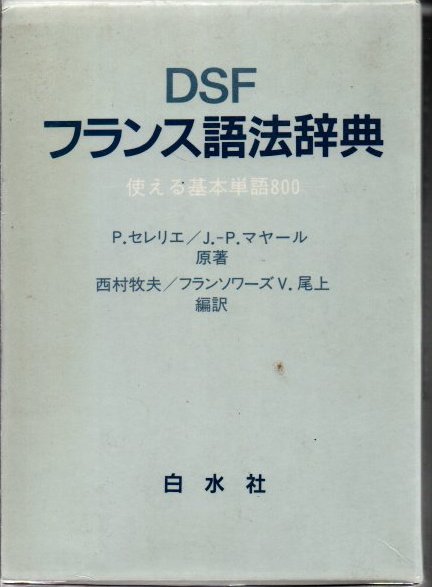 DSF
フランス語法辞典
使える基本単語800
P.セレリエ/J.-P.マヤール
原著
西村牧夫/フランソワーズV.尾上
編訳
白水社